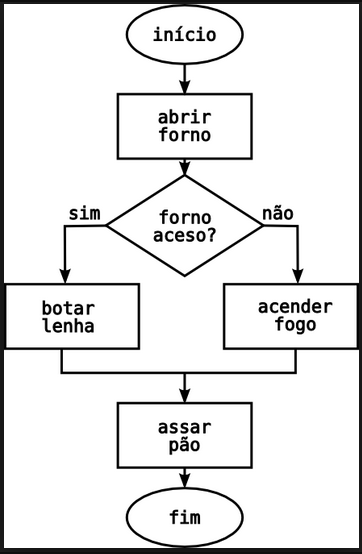 início
abrir
forno
forno
aceso?
sim
não
botar
lenha
acender
fogo
assar
pão
fim